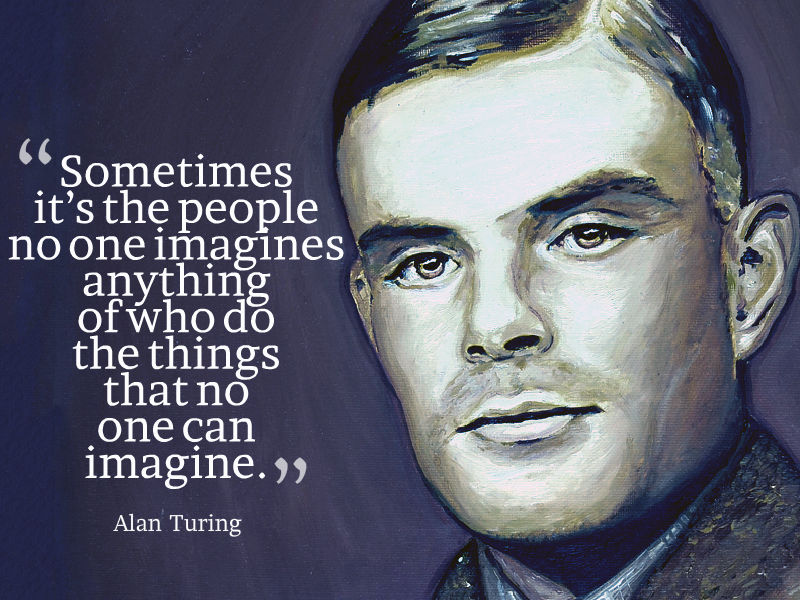 “Sometimes
it’s the people
no one imagines
anything
of who do
the things
that no
one can
imagine.”
Alan Turing